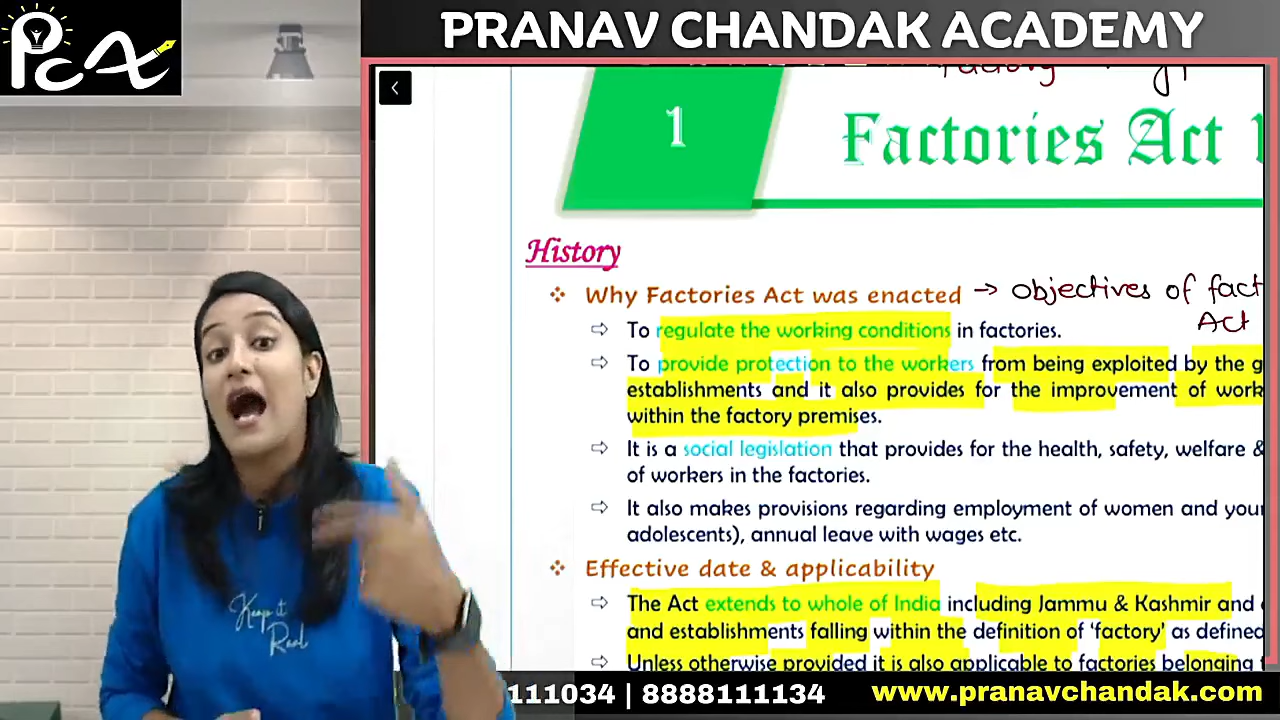 PCA
PRANAV CHANDAK ACADEMY
factory
1
Factories Act 1
History
Why Factories Act was enacted → objectives of fact
Act
To regulate the working conditions in factories.
To provide protection to the workers from being exploited by the g
establishments and it also provides for the improvement of work
within the factory premises.
It is a social legislation that provides for the health, safety, welfare &
of workers in the factories.
It also makes provisions regarding employment of women and your
adolescents), annual leave with wages etc.
Effective date & applicability
The Act extends to whole of India including Jammu & Kashmir and
and establishments falling within the definition of ‘factory’ as defined
Unless otherwise provided it is also applicable to factories belonging
Keep it
Real
111034 | 8888111134
www.pranavchandak.com